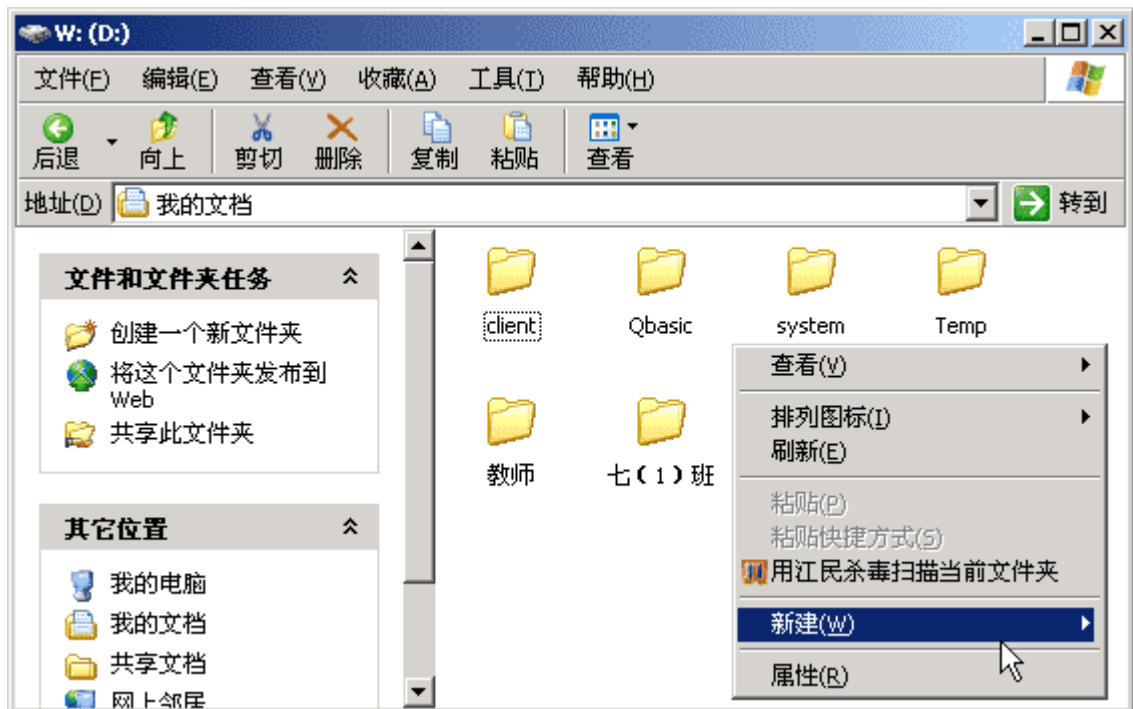 W: (D:)
文件(F) 编辑(E) 查看(V) 收藏(A) 工具(T) 帮助(H)
后退 向上 剪切 删除 复制 粘贴 查看
地址(D) 我的文档 转到
文件和文件夹任务
创建一个新文件夹
将这个文件夹发布到
Web
共享此文件夹
其它位置
我的电脑
我的文档
共享文档
网上邻居
client Qbasic system Temp
教师 七(1)班
查看(V)
排列图标(I)
刷新(E)
粘贴(P)
粘贴快捷方式(S)
用江民杀毒扫描当前文件夹
新建(W)
属性(R)